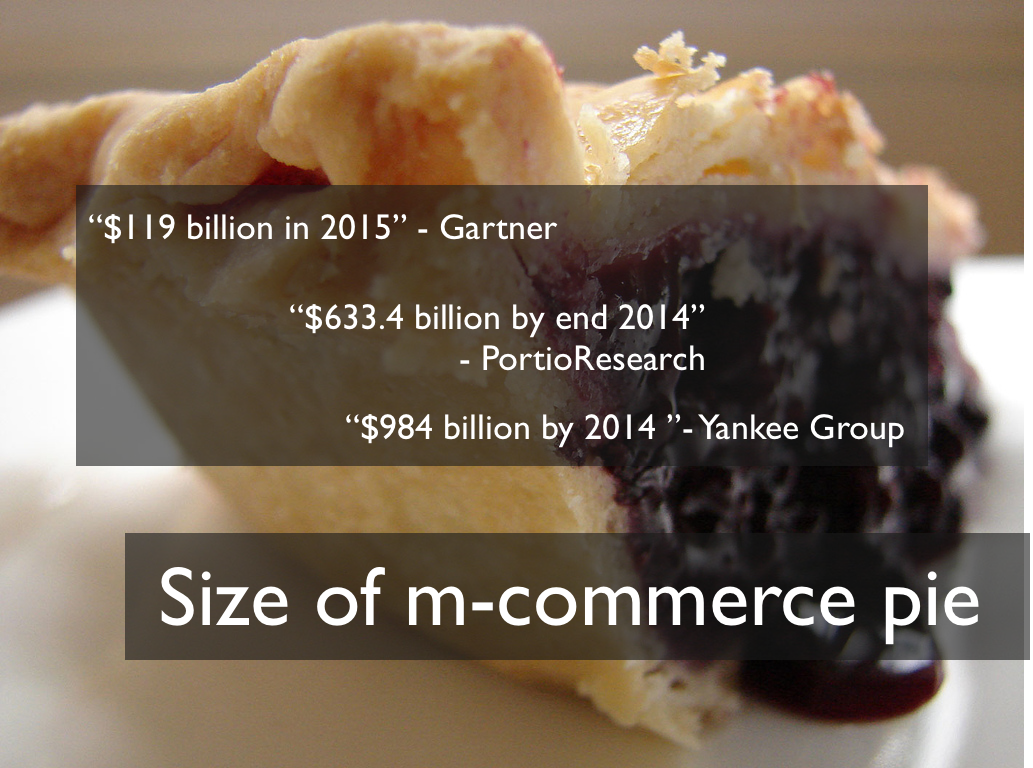 “$119 billion in 2015” - Gartner
“$633.4 billion by end 2014”
- PortioResearch
“$984 billion by 2014 ”- Yankee Group
Size of m-commerce pie